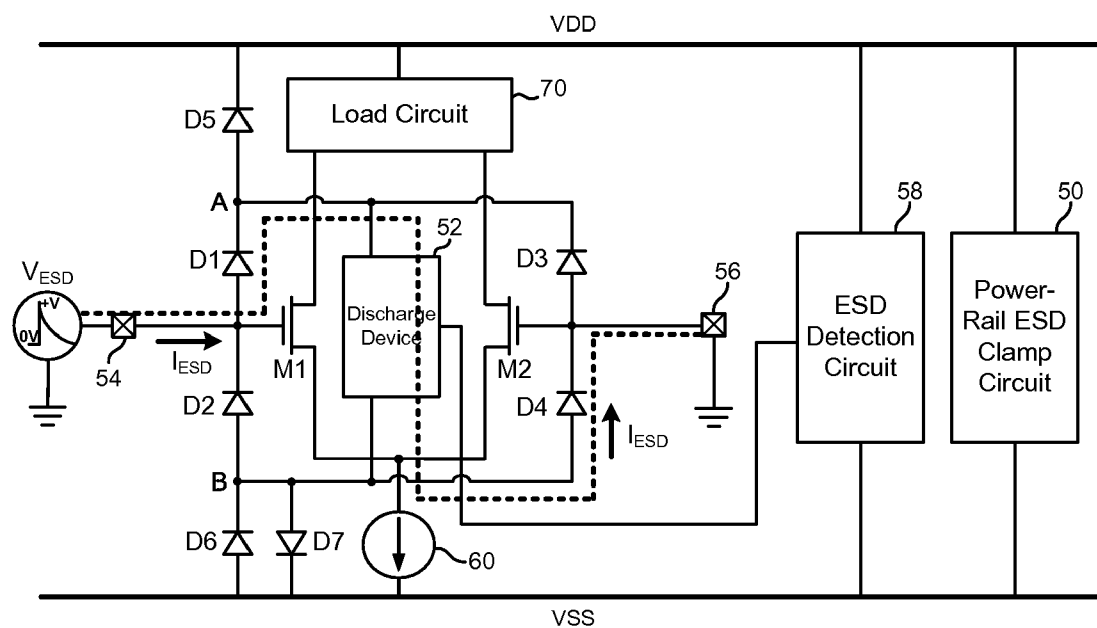 VDD
70
Load Circuit
D5
A
58
50
52
D1
D3
V_ESD
+V
0V
56
Discharge
Device
ESD
Detection
Circuit
Power-
Rail ESD
Clamp
Circuit
54
I_ESD
M1
M2
D2
D4
I_ESD
B
D6
D7
60
VSS